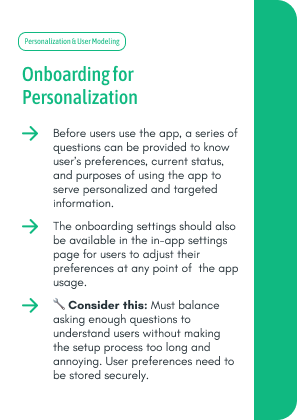 Personalization & User Modeling
Onboarding for
Personalization
Before users use the app, a series of
questions can be provided to know
user's preferences, current status,
and purposes of using the app to
serve personalized and targeted
information.
The onboarding settings should also
be available in the in-app settings
page for users to adjust their
preferences at any point of the app
usage.
🔧 Consider this: Must balance
asking enough questions to
understand users without making
the setup process too long and
annoying. User preferences need to
be stored securely.